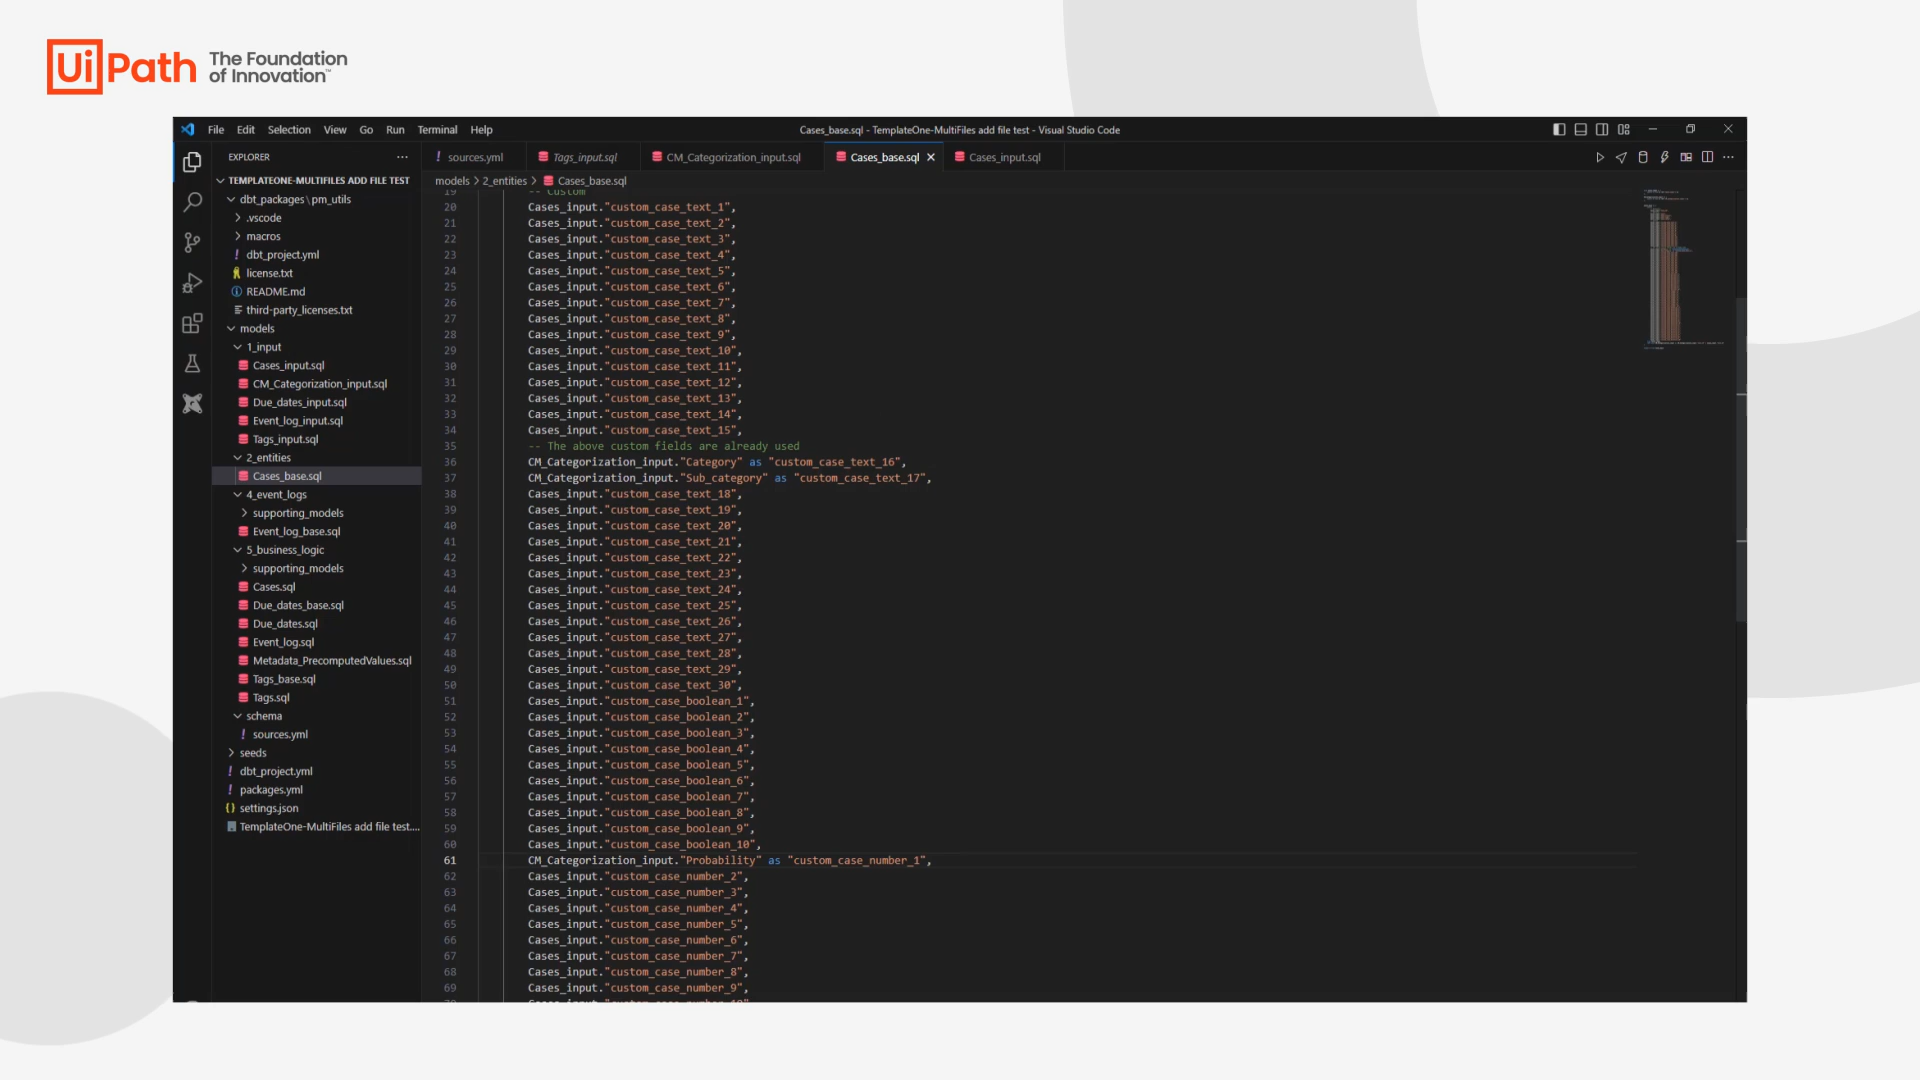 UiPath The Foundation
of Innovation™
File Edit Selection View Go Run Terminal Help
Cases_base.sql - TemplateOne-MultiFiles add file test - Visual Studio Code
EXPLORER
TEMPLATEONE-MULTIFILES ADD FILE TEST
dbt_packages\pm_utils
.vscode
macros
dbt_project.yml
license.txt
README.md
third-party_licenses.txt
models
1_input
Cases_input.sql
CM_Categorization_input.sql
Due_dates_input.sql
Event_log_input.sql
Tags_input.sql
2_entities
Cases_base.sql
4_event_logs
supporting_models
Event_log_base.sql
5_business_logic
supporting_models
Cases.sql
Due_dates_base.sql
Due_dates.sql
Event_log.sql
Metadata_PrecomputedValues.sql
Tags_base.sql
Tags.sql
schema
sources.yml
seeds
dbt_project.yml
packages.yml
settings.json
TemplateOne-MultiFiles add file test....
sources.yml Tags_input.sql CM_Categorization_input.sql Cases_base.sql Cases_input.sql
models > 2_entities > Cases_base.sql
19 -- Custom
20 Cases_input."custom_case_text_1",
21 Cases_input."custom_case_text_2",
22 Cases_input."custom_case_text_3",
23 Cases_input."custom_case_text_4",
24 Cases_input."custom_case_text_5",
25 Cases_input."custom_case_text_6",
26 Cases_input."custom_case_text_7",
27 Cases_input."custom_case_text_8",
28 Cases_input."custom_case_text_9",
29 Cases_input."custom_case_text_10",
30 Cases_input."custom_case_text_11",
31 Cases_input."custom_case_text_12",
32 Cases_input."custom_case_text_13",
33 Cases_input."custom_case_text_14",
34 Cases_input."custom_case_text_15",
35 -- The above custom fields are already used
36 CM_Categorization_input."Category" as "custom_case_text_16",
37 CM_Categorization_input."Sub_category" as "custom_case_text_17",
38 Cases_input."custom_case_text_18",
39 Cases_input."custom_case_text_19",
40 Cases_input."custom_case_text_20",
41 Cases_input."custom_case_text_21",
42 Cases_input."custom_case_text_22",
43 Cases_input."custom_case_text_23",
44 Cases_input."custom_case_text_24",
45 Cases_input."custom_case_text_25",
46 Cases_input."custom_case_text_26",
47 Cases_input."custom_case_text_27",
48 Cases_input."custom_case_text_28",
49 Cases_input."custom_case_text_29",
50 Cases_input."custom_case_text_30",
51 Cases_input."custom_case_boolean_1",
52 Cases_input."custom_case_boolean_2",
53 Cases_input."custom_case_boolean_3",
54 Cases_input."custom_case_boolean_4",
55 Cases_input."custom_case_boolean_5",
56 Cases_input."custom_case_boolean_6",
57 Cases_input."custom_case_boolean_7",
58 Cases_input."custom_case_boolean_8",
59 Cases_input."custom_case_boolean_9",
60 Cases_input."custom_case_boolean_10",
61 CM_Categorization_input."Probability" as "custom_case_number_1",
62 Cases_input."custom_case_number_2",
63 Cases_input."custom_case_number_3",
64 Cases_input."custom_case_number_4",
65 Cases_input."custom_case_number_5",
66 Cases_input."custom_case_number_6",
67 Cases_input."custom_case_number_7",
68 Cases_input."custom_case_number_8",
69 Cases_input."custom_case_number_9",